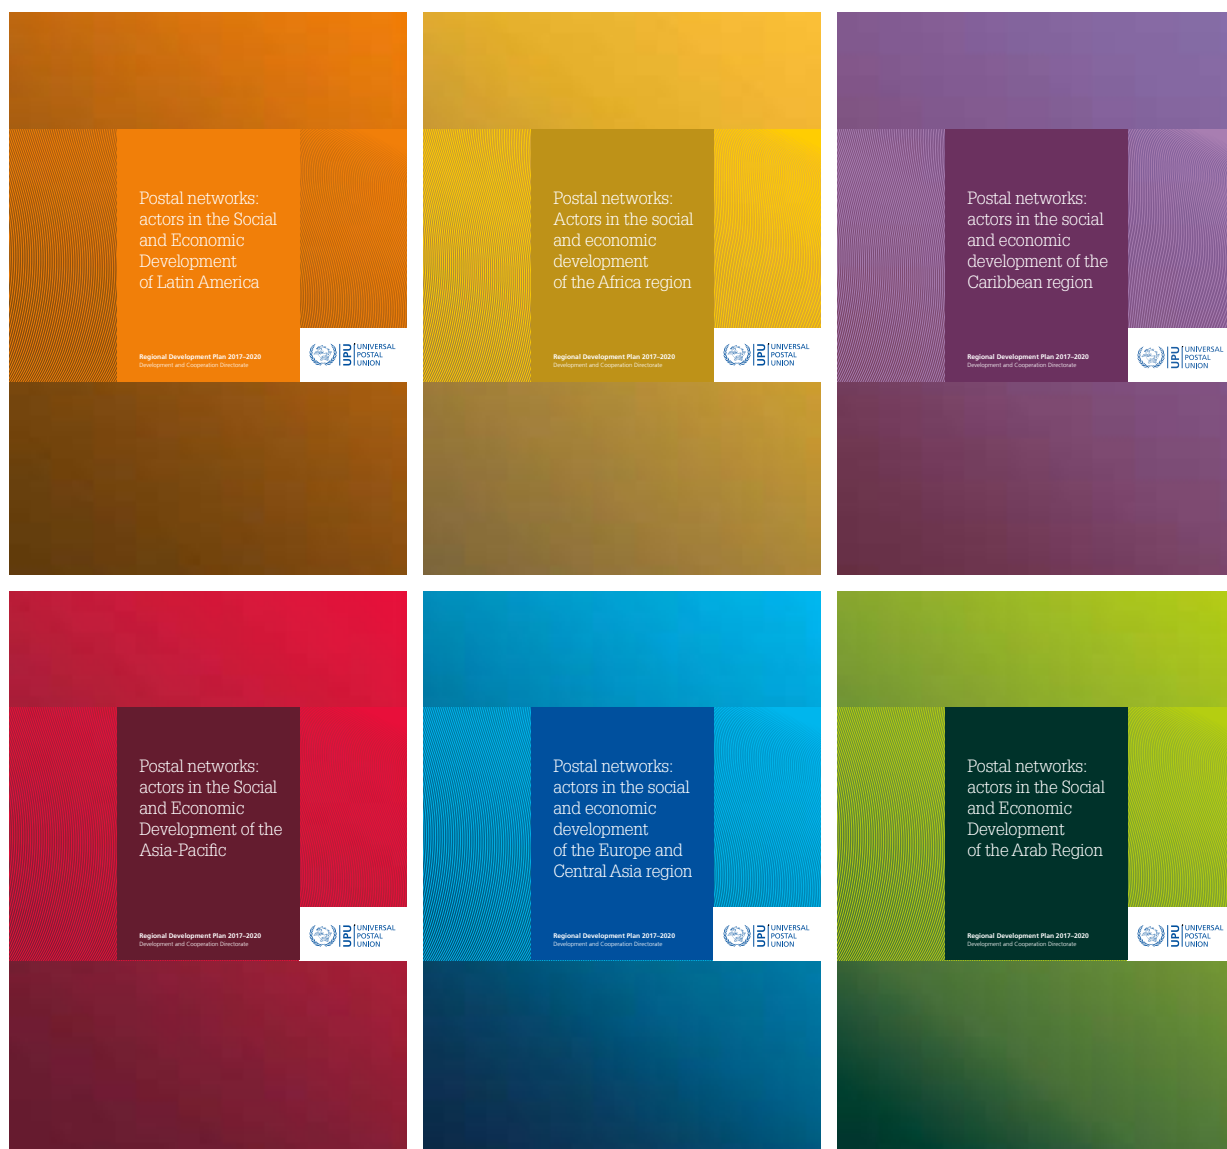 Postal networks:
actors in the Social
and Economic
Development
of Latin America
Regional Development Plan 2017–2020
Development and Cooperation Directorate
UPU
UNIVERSAL
POSTAL
UNION
Postal networks:
Actors in the social
and economic
development
of the Africa region
Regional Development Plan 2017–2020
Development and Cooperation Directorate
UPU
UNIVERSAL
POSTAL
UNION
Postal networks:
actors in the social
and economic
development of the
Caribbean region
Regional Development Plan 2017–2020
Development and Cooperation Directorate
UPU
UNIVERSAL
POSTAL
UNION
Postal networks:
actors in the Social
and Economic
Development of the
Asia-Pacific
Regional Development Plan 2017–2020
Development and Cooperation Directorate
UPU
UNIVERSAL
POSTAL
UNION
Postal networks:
actors in the social
and economic
development
of the Europe and
Central Asia region
Regional Development Plan 2017–2020
Development and Cooperation Directorate
UPU
UNIVERSAL
POSTAL
UNION
Postal networks:
actors in the Social
and Economic
Development
of the Arab Region
Regional Development Plan 2017–2020
Development and Cooperation Directorate
UPU
UNIVERSAL
POSTAL
UNION